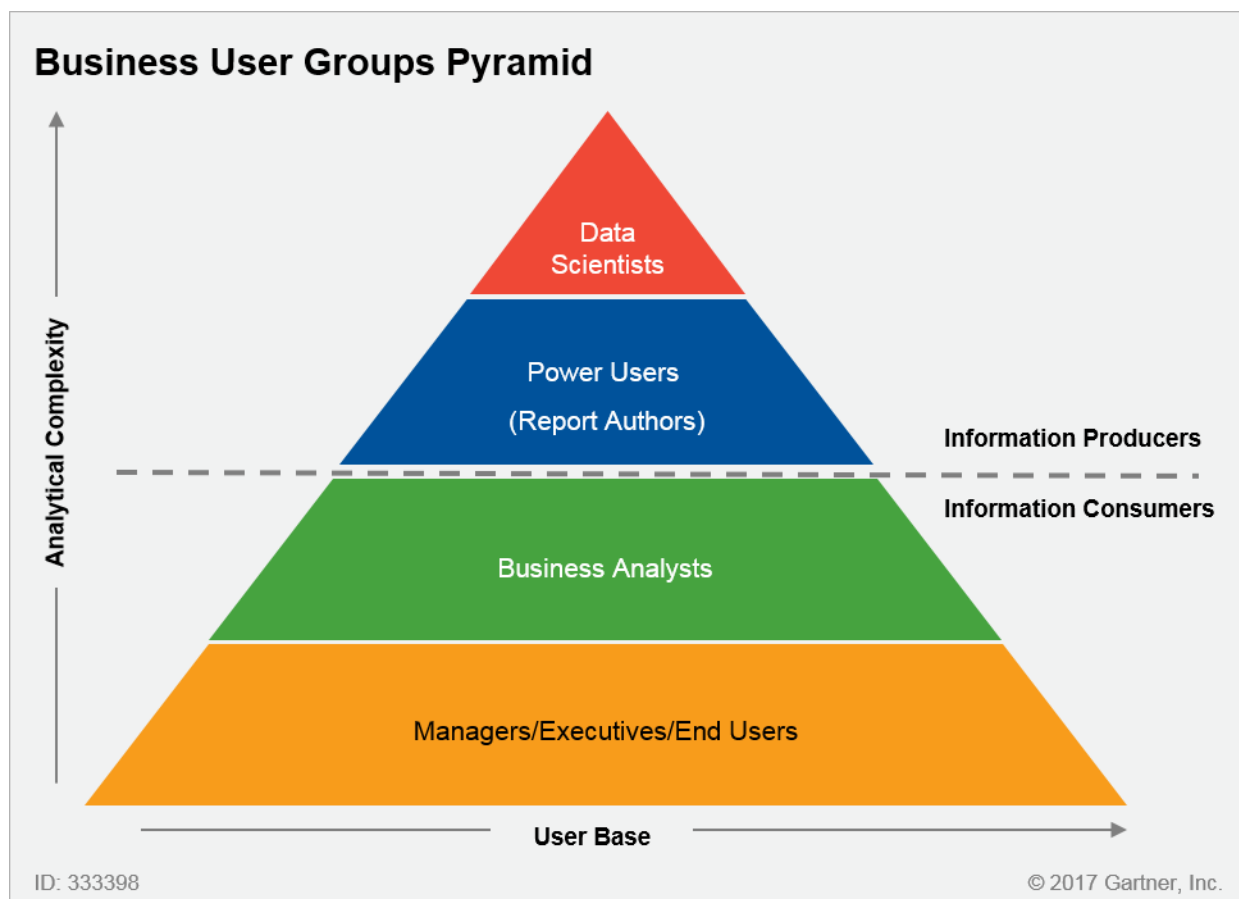 Business User Groups Pyramid
Data
Scientists
Power Users
(Report Authors)
Analytical Complexity
Information Producers
Information Consumers
Business Analysts
Managers/Executives/End Users
User Base
ID: 333398
© 2017 Gartner, Inc.